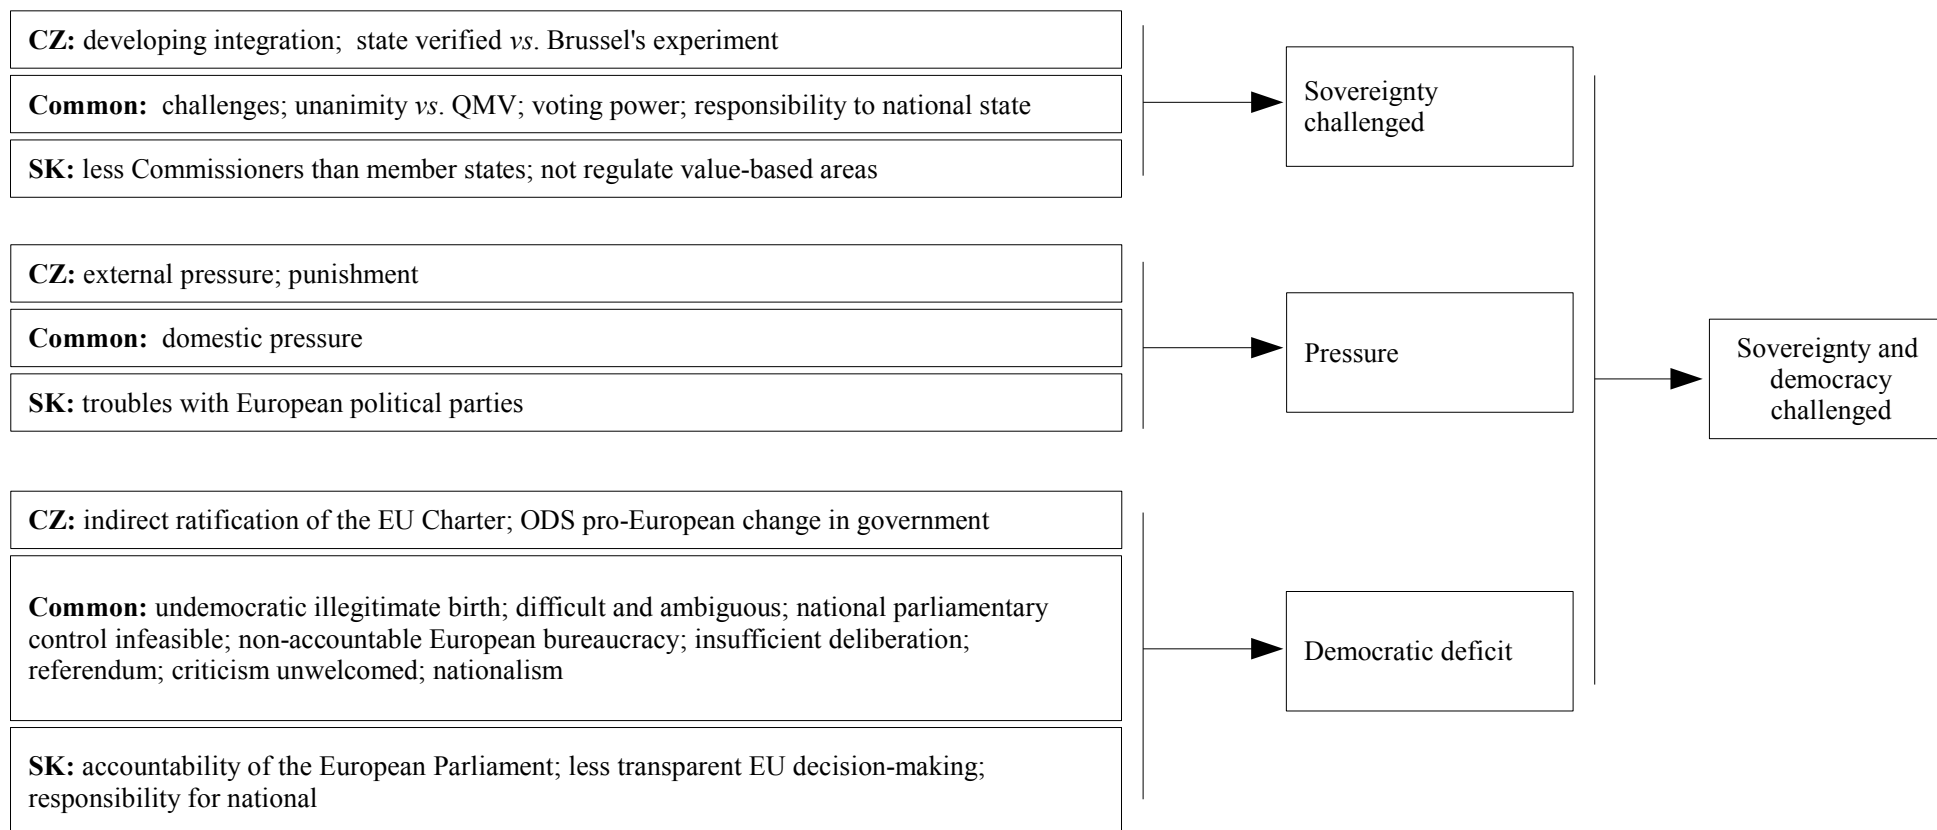 CZ: developing integration;  state verified vs. Brussel's experiment
Common:  challenges; unanimity vs. QMV; voting power; responsibility to national state
SK: less Commissioners than member states; not regulate value-based areas
Sovereignty
challenged
CZ: external pressure; punishment
Common:  domestic pressure
SK: troubles with European political parties
Pressure
CZ: indirect ratification of the EU Charter; ODS pro-European change in government
Common: undemocratic illegitimate birth; difficult and ambiguous; national parliamentary
control infeasible; non-accountable European bureaucracy; insufficient deliberation;
referendum; criticism unwelcomed; nationalism
SK: accountability of the European Parliament; less transparent EU decision-making;
responsibility for national
Democratic deficit
Sovereignty and
democracy
challenged